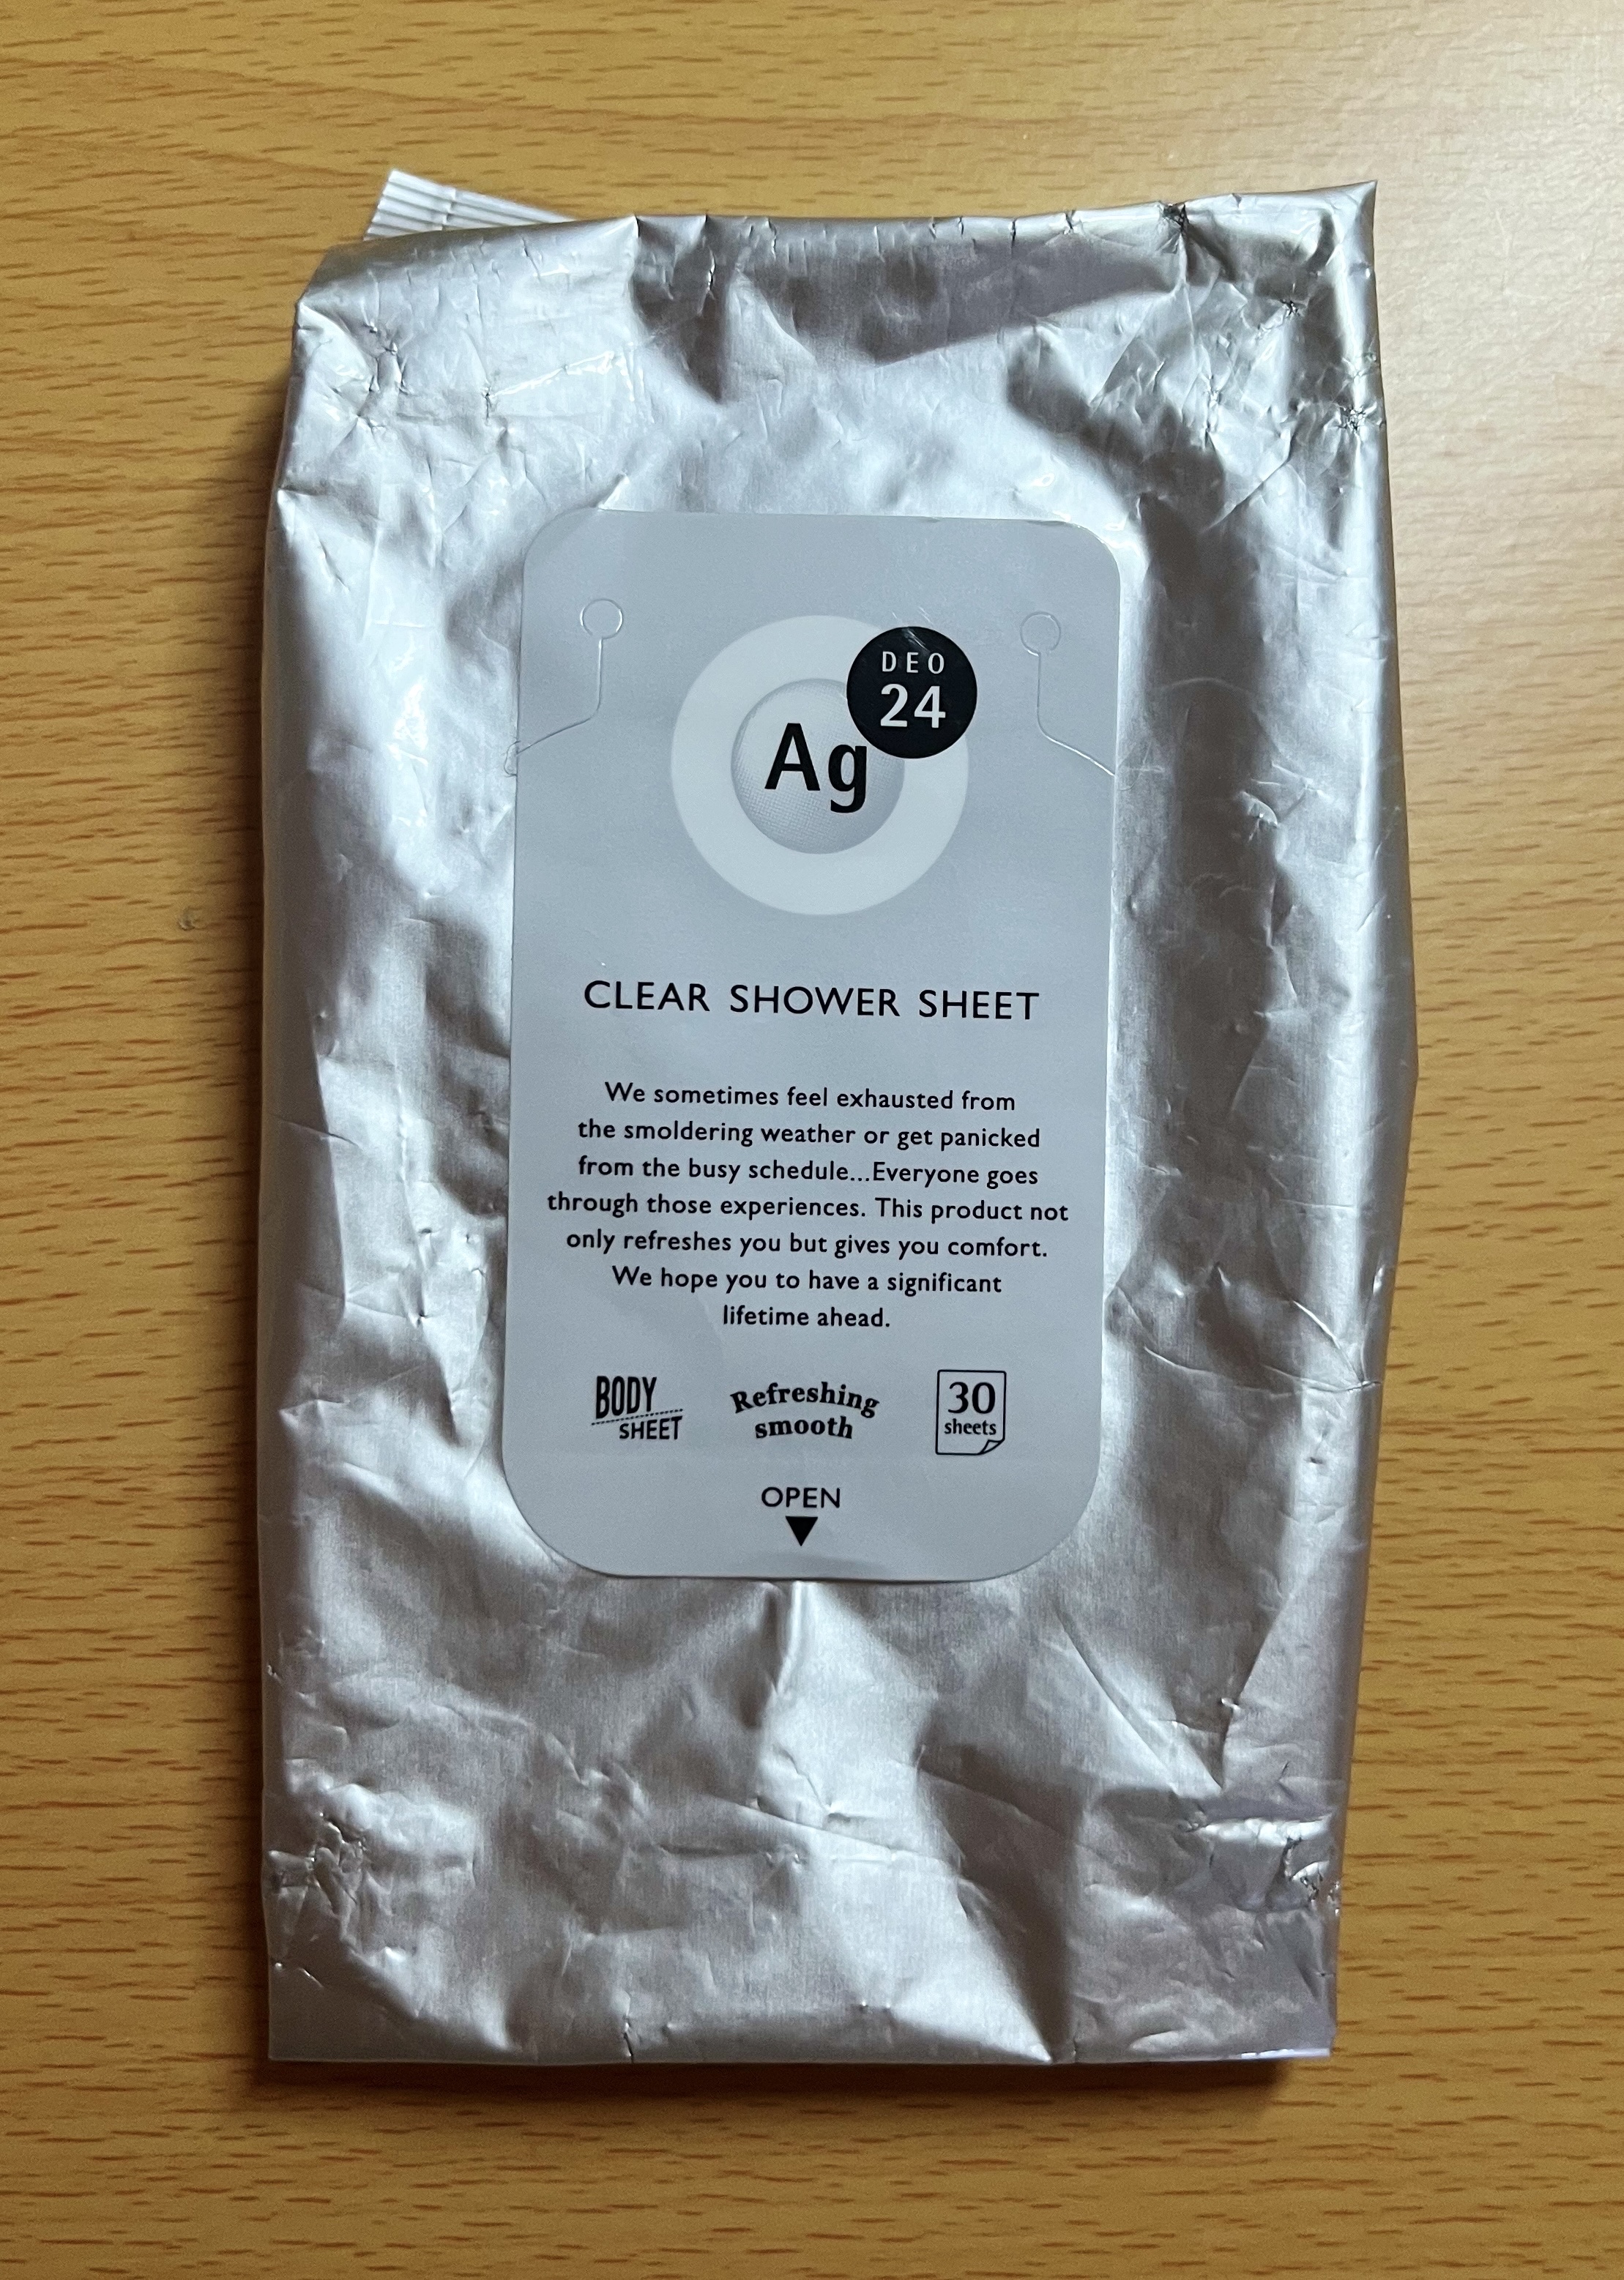 DEO
24
Ag
CLEAR SHOWER SHEET
We sometimes feel exhausted from
the smoldering weather or get panicked
from the busy schedule...Everyone goes
through those experiences. This product not
only refreshes you but gives you comfort.
We hope you to have a significant
lifetime ahead.
BODY
SHEET
Refreshing
smooth
30
sheets
OPEN